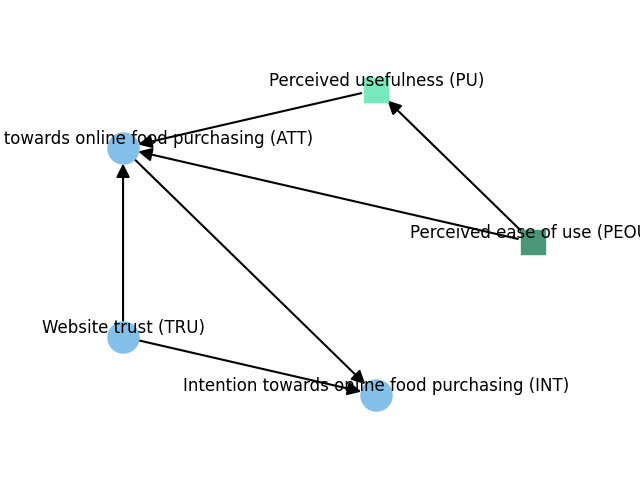 Perceived usefulness (PU)
towards online food purchasing (ATT)
Perceived ease of use (PEOU
Website trust (TRU)
Intention towards online food purchasing (INT)